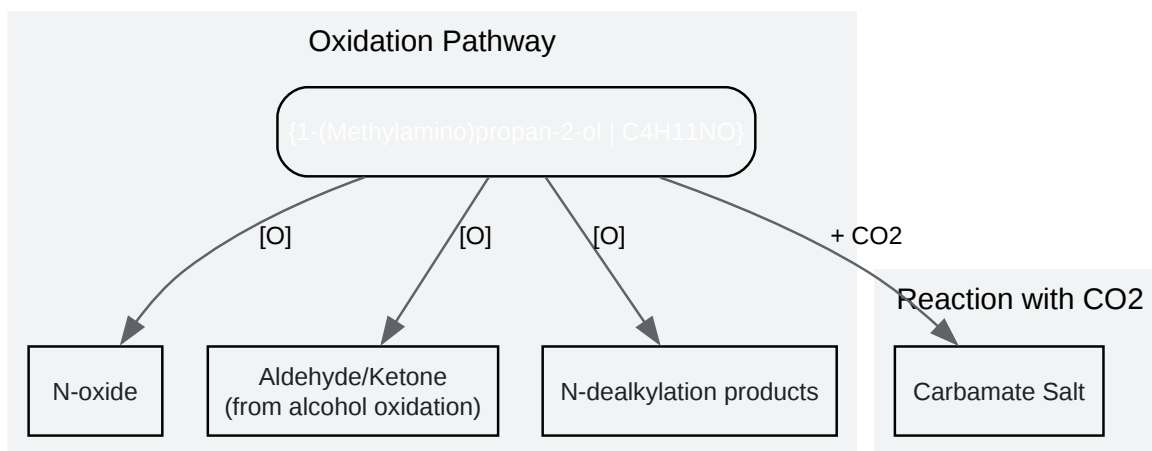 Oxidation Pathway
{1-(Methylamino)propan-2-ol | C4H11NO}
[O]
[O]
[O]
+ CO2
Reaction with CO2
N-oxide
Aldehyde/Ketone
(from alcohol oxidation)
N-dealkylation products
Carbamate Salt